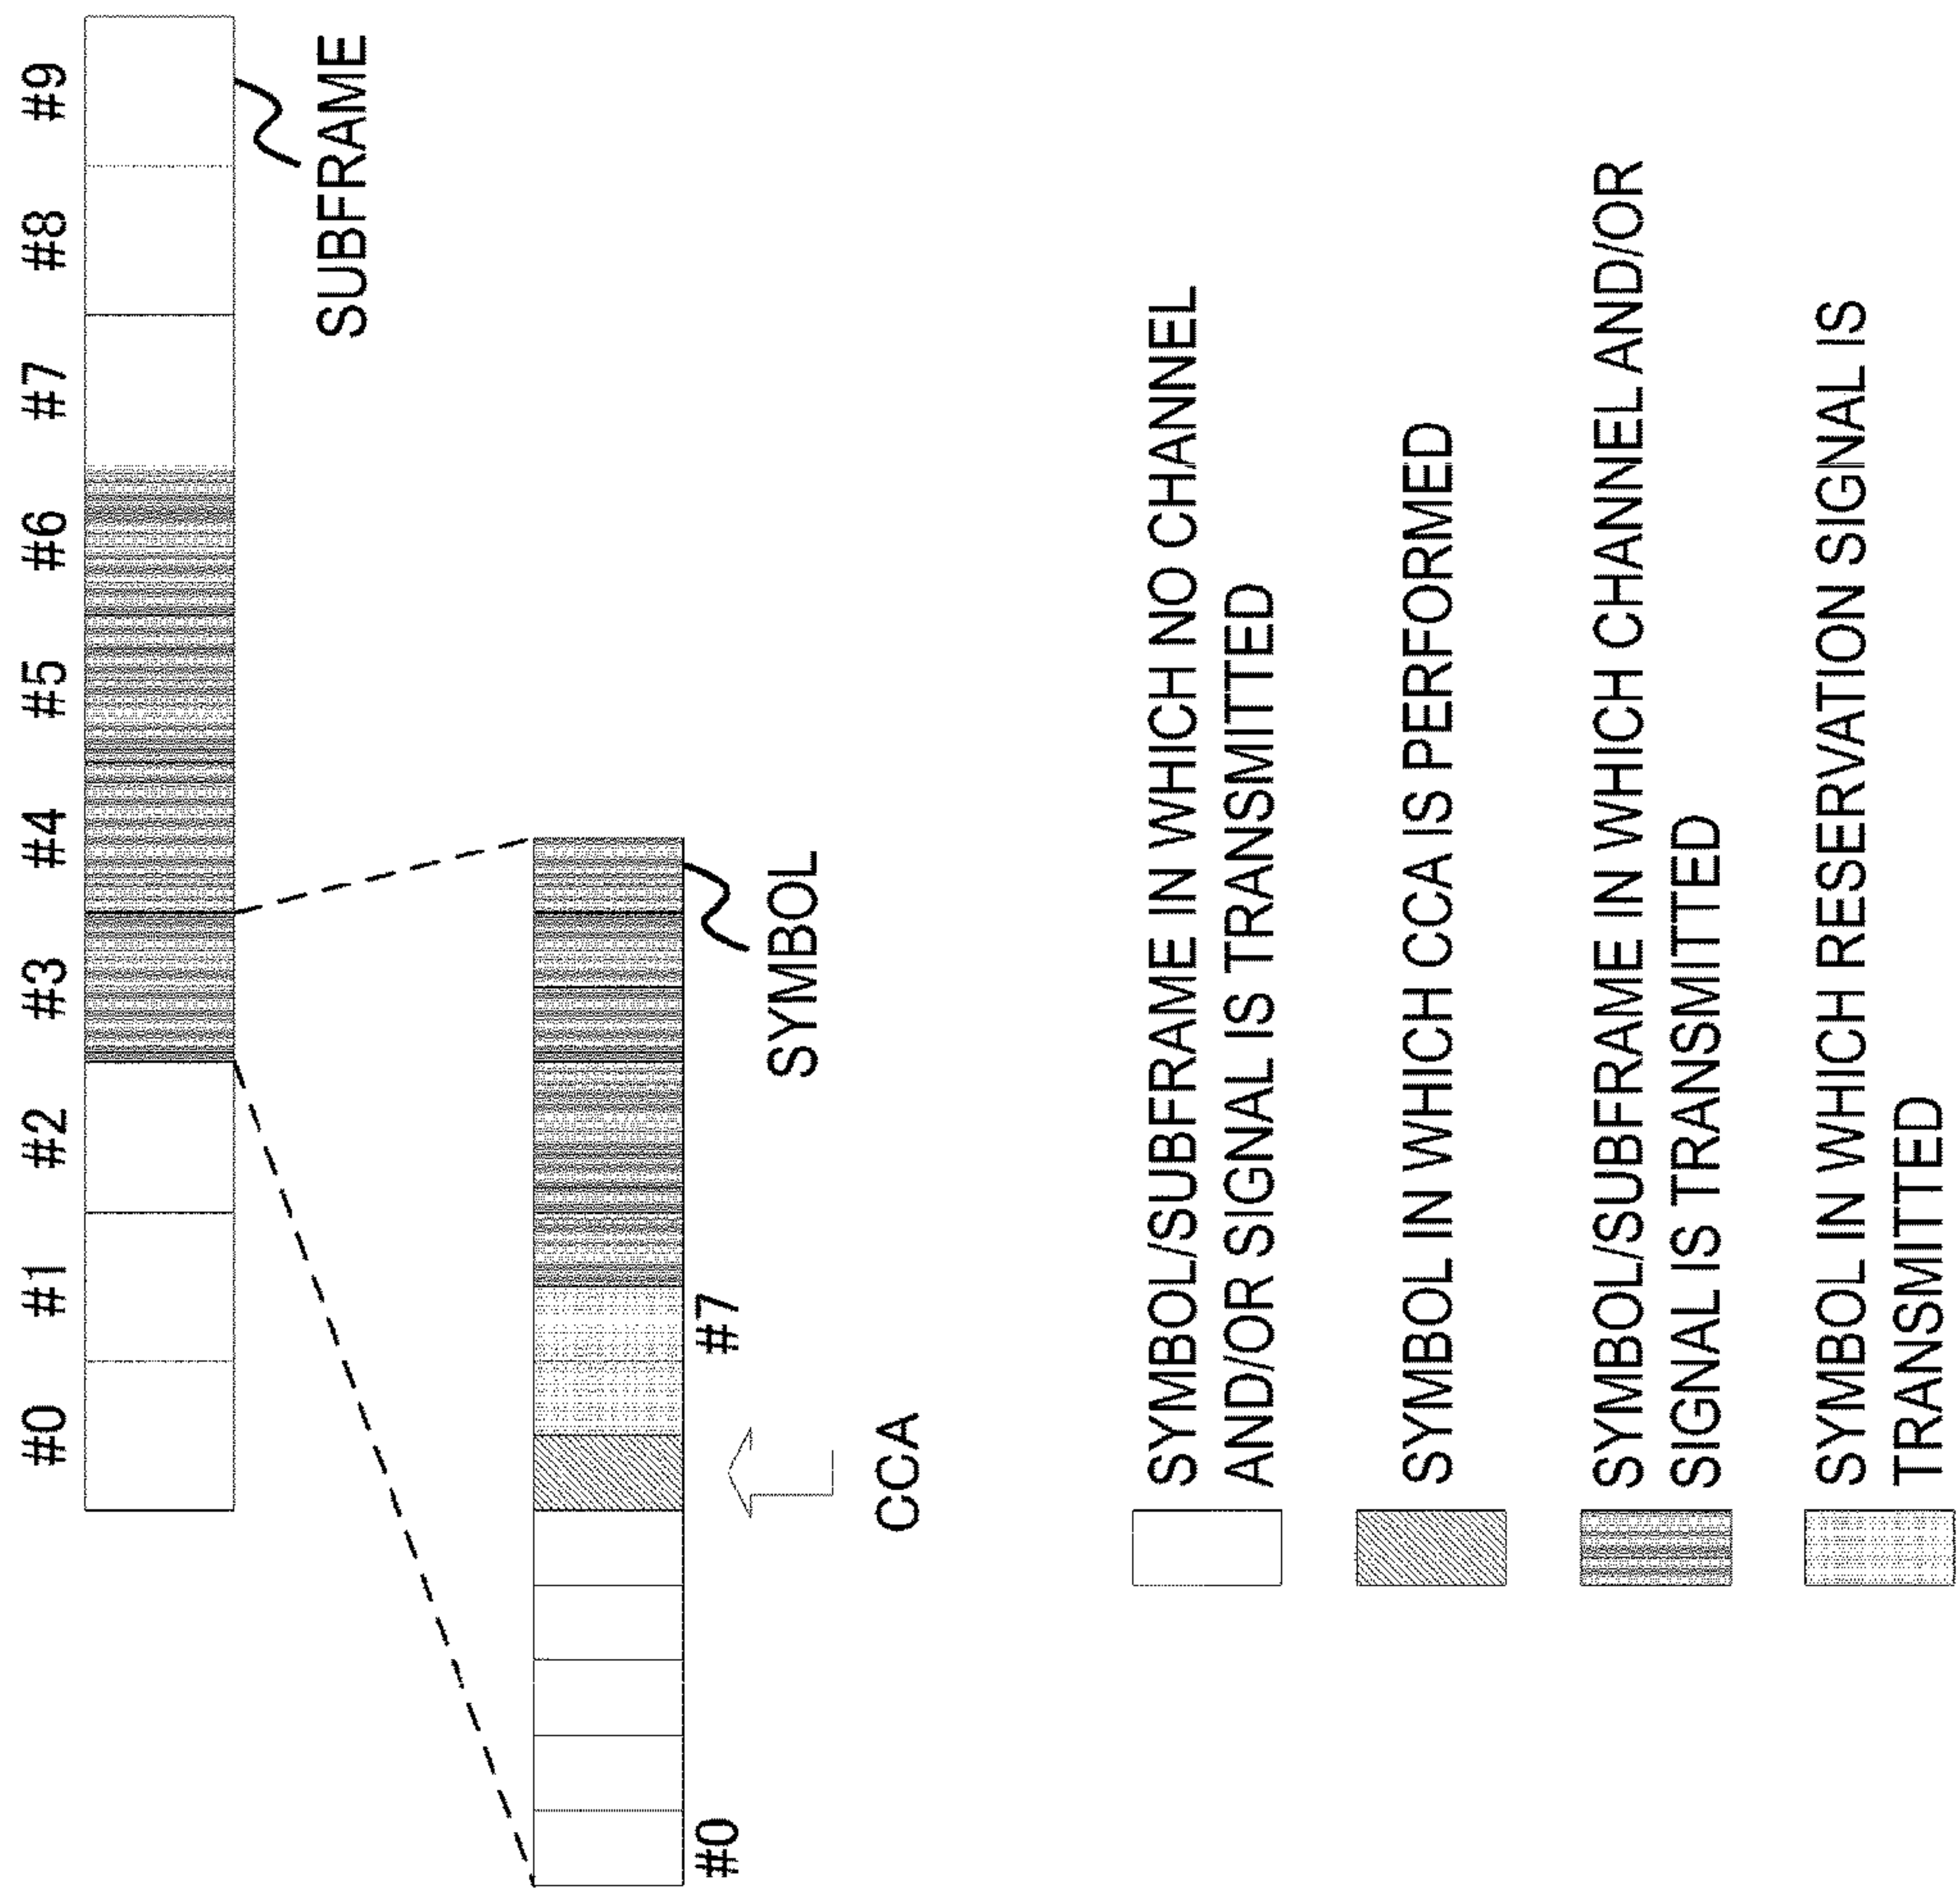 #0 #1 #2 #3 #4 #5 #6 #7 #8 #9
SUBFRAME
#0 #7
SYMBOL
CCA
SYMBOL/SUBFRAME IN WHICH NO CHANNEL
AND/OR SIGNAL IS TRANSMITTED
SYMBOL IN WHICH CCA IS PERFORMED
SYMBOL/SUBFRAME IN WHICH CHANNEL AND/OR
SIGNAL IS TRANSMITTED
SYMBOL IN WHICH RESERVATION SIGNAL IS
TRANSMITTED